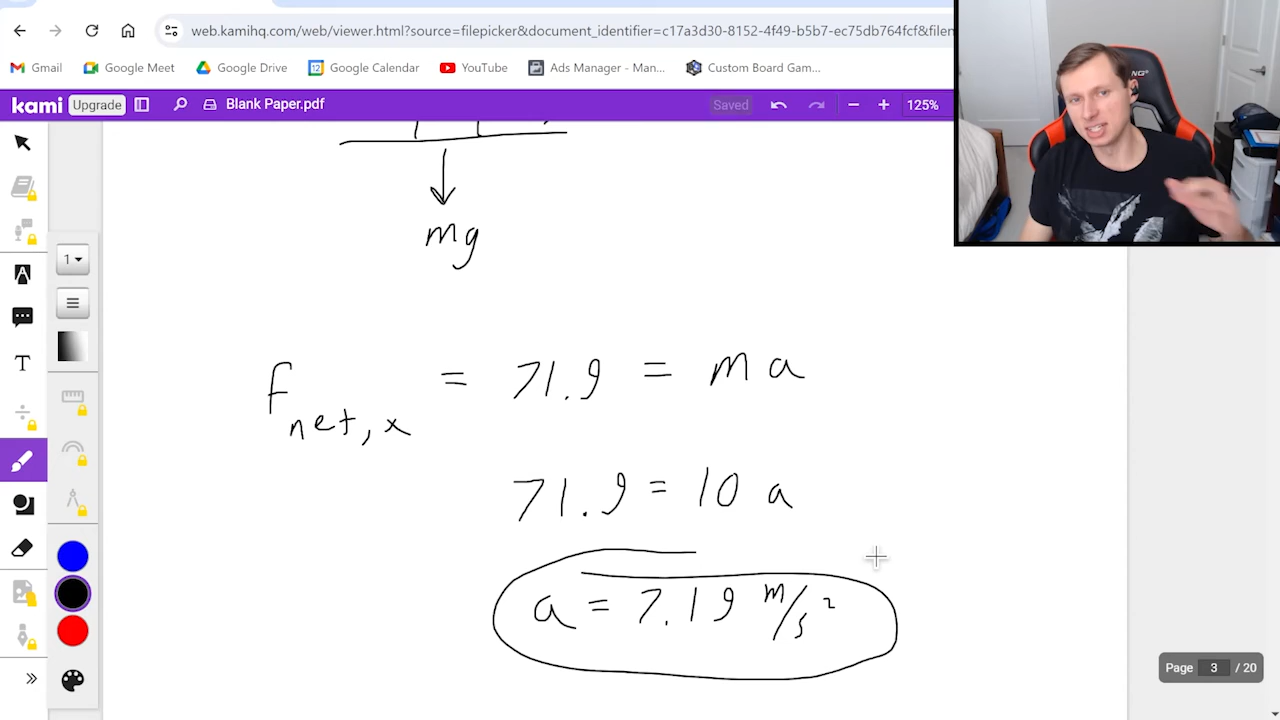 web.kamihq.com/web/viewer.html?source=filepicker&document_identifier=c17a3d30-8152-4f49-b5b7-ec75db764fcf&filen
Gmail Google Meet Google Drive 12 Google Calendar YouTube Ads Manager - Man... Custom Board Gam...
kami Upgrade Blank Paper.pdf Saved 125%
mg
1
F net,x = 71.9 = ma
71.9 = 10 a
a = 7.19 m/s²
Page 3 / 20